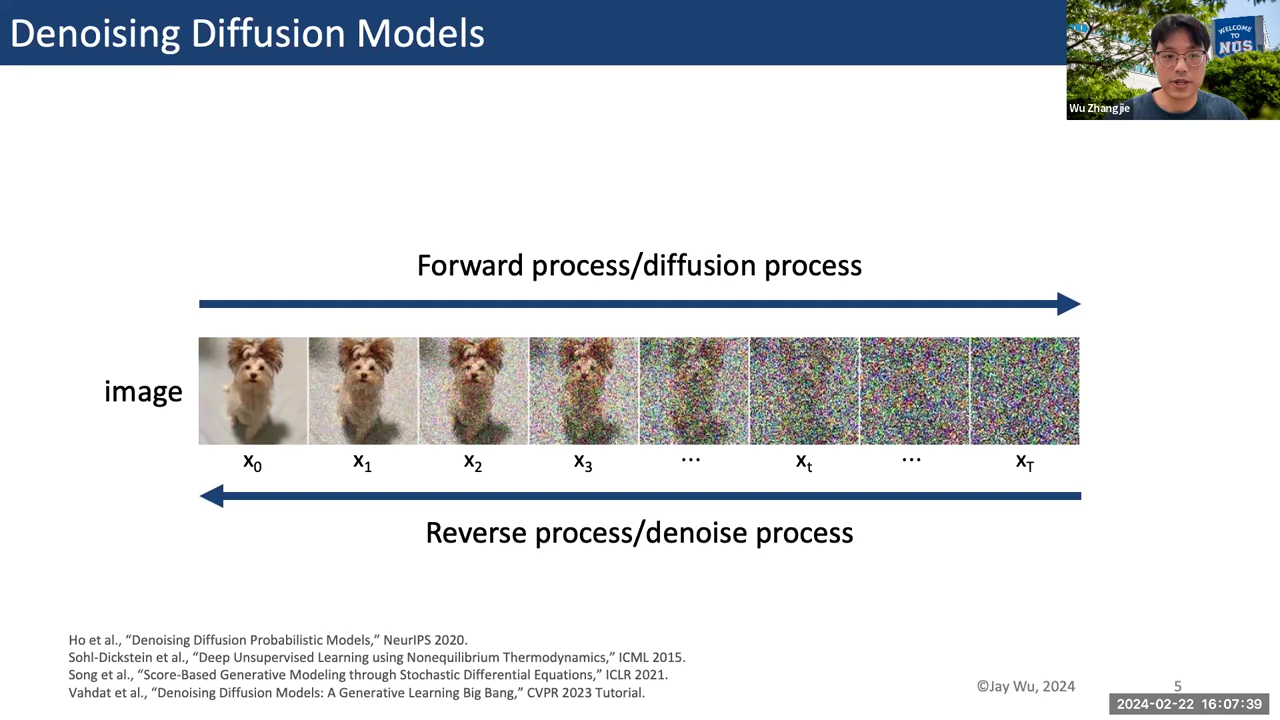 Denoising Diffusion Models
WELCOME
TO
NUS
Wu Zhangjie
Forward process/diffusion process
image
x0 x1 x2 x3 ... xt ... xT
Reverse process/denoise process
Ho et al., “Denoising Diffusion Probabilistic Models,” NeurIPS 2020.
Sohl-Dickstein et al., “Deep Unsupervised Learning using Nonequilibrium Thermodynamics,” ICML 2015.
Song et al., “Score-Based Generative Modeling through Stochastic Differential Equations,” ICLR 2021.
Vahdat et al., “Denoising Diffusion Models: A Generative Learning Big Bang,” CVPR 2023 Tutorial.
©Jay Wu, 2024
5
2024-02-22 16:07:39